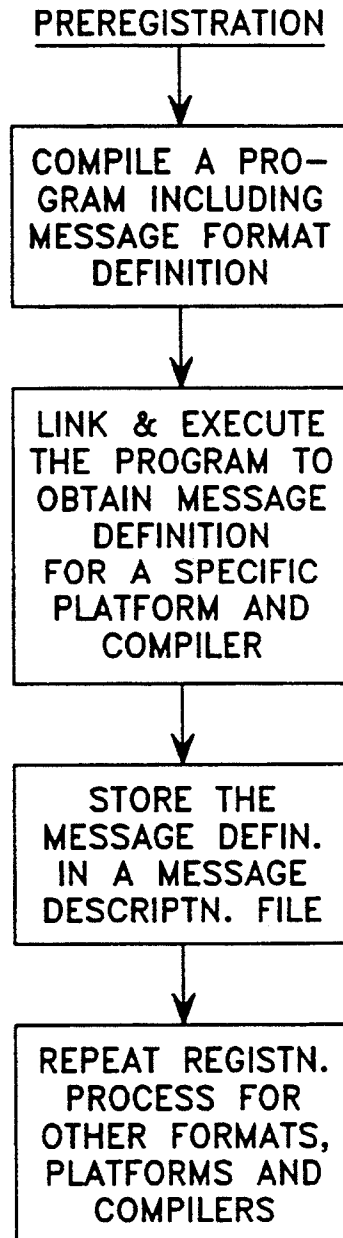 PREREGISTRATION
COMPILE A PRO-
GRAM INCLUDING
MESSAGE FORMAT
DEFINITION
LINK & EXECUTE
THE PROGRAM TO
OBTAIN MESSAGE
DEFINITION
FOR A SPECIFIC
PLATFORM AND
COMPILER
STORE THE
MESSAGE DEFIN.
IN A MESSAGE
DESCRIPTN. FILE
REPEAT REGISTN.
PROCESS FOR
OTHER FORMATS,
PLATFORMS AND
COMPILERS